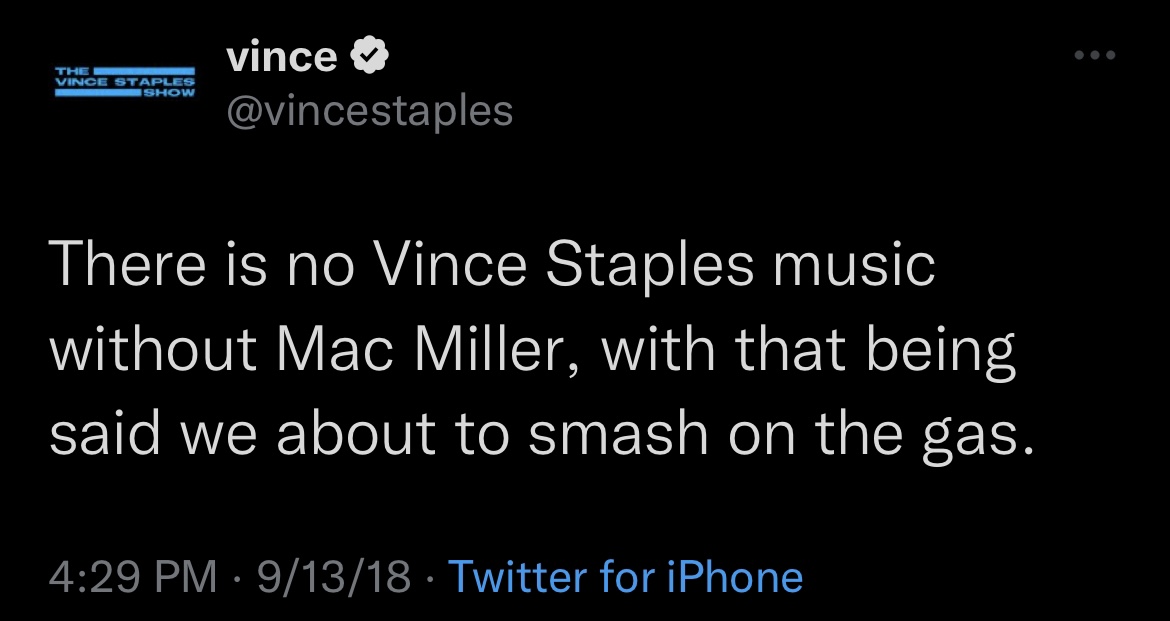 THE
VINCE STAPLES
SHOW
vince
@vincestaples
There is no Vince Staples music
without Mac Miller, with that being
said we about to smash on the gas.
4:29 PM · 9/13/18 · Twitter for iPhone